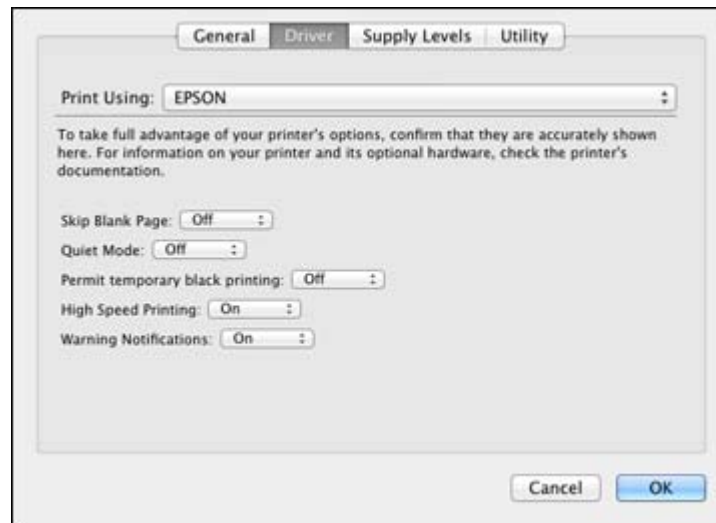 General Driver Supply Levels Utility
Print Using: EPSON
To take full advantage of your printer's options, confirm that they are accurately shown
here. For information on your printer and its optional hardware, check the printer's
documentation.
Skip Blank Page: Off
Quiet Mode: Off
Permit temporary black printing: Off
High Speed Printing: On
Warning Notifications: On
Cancel OK